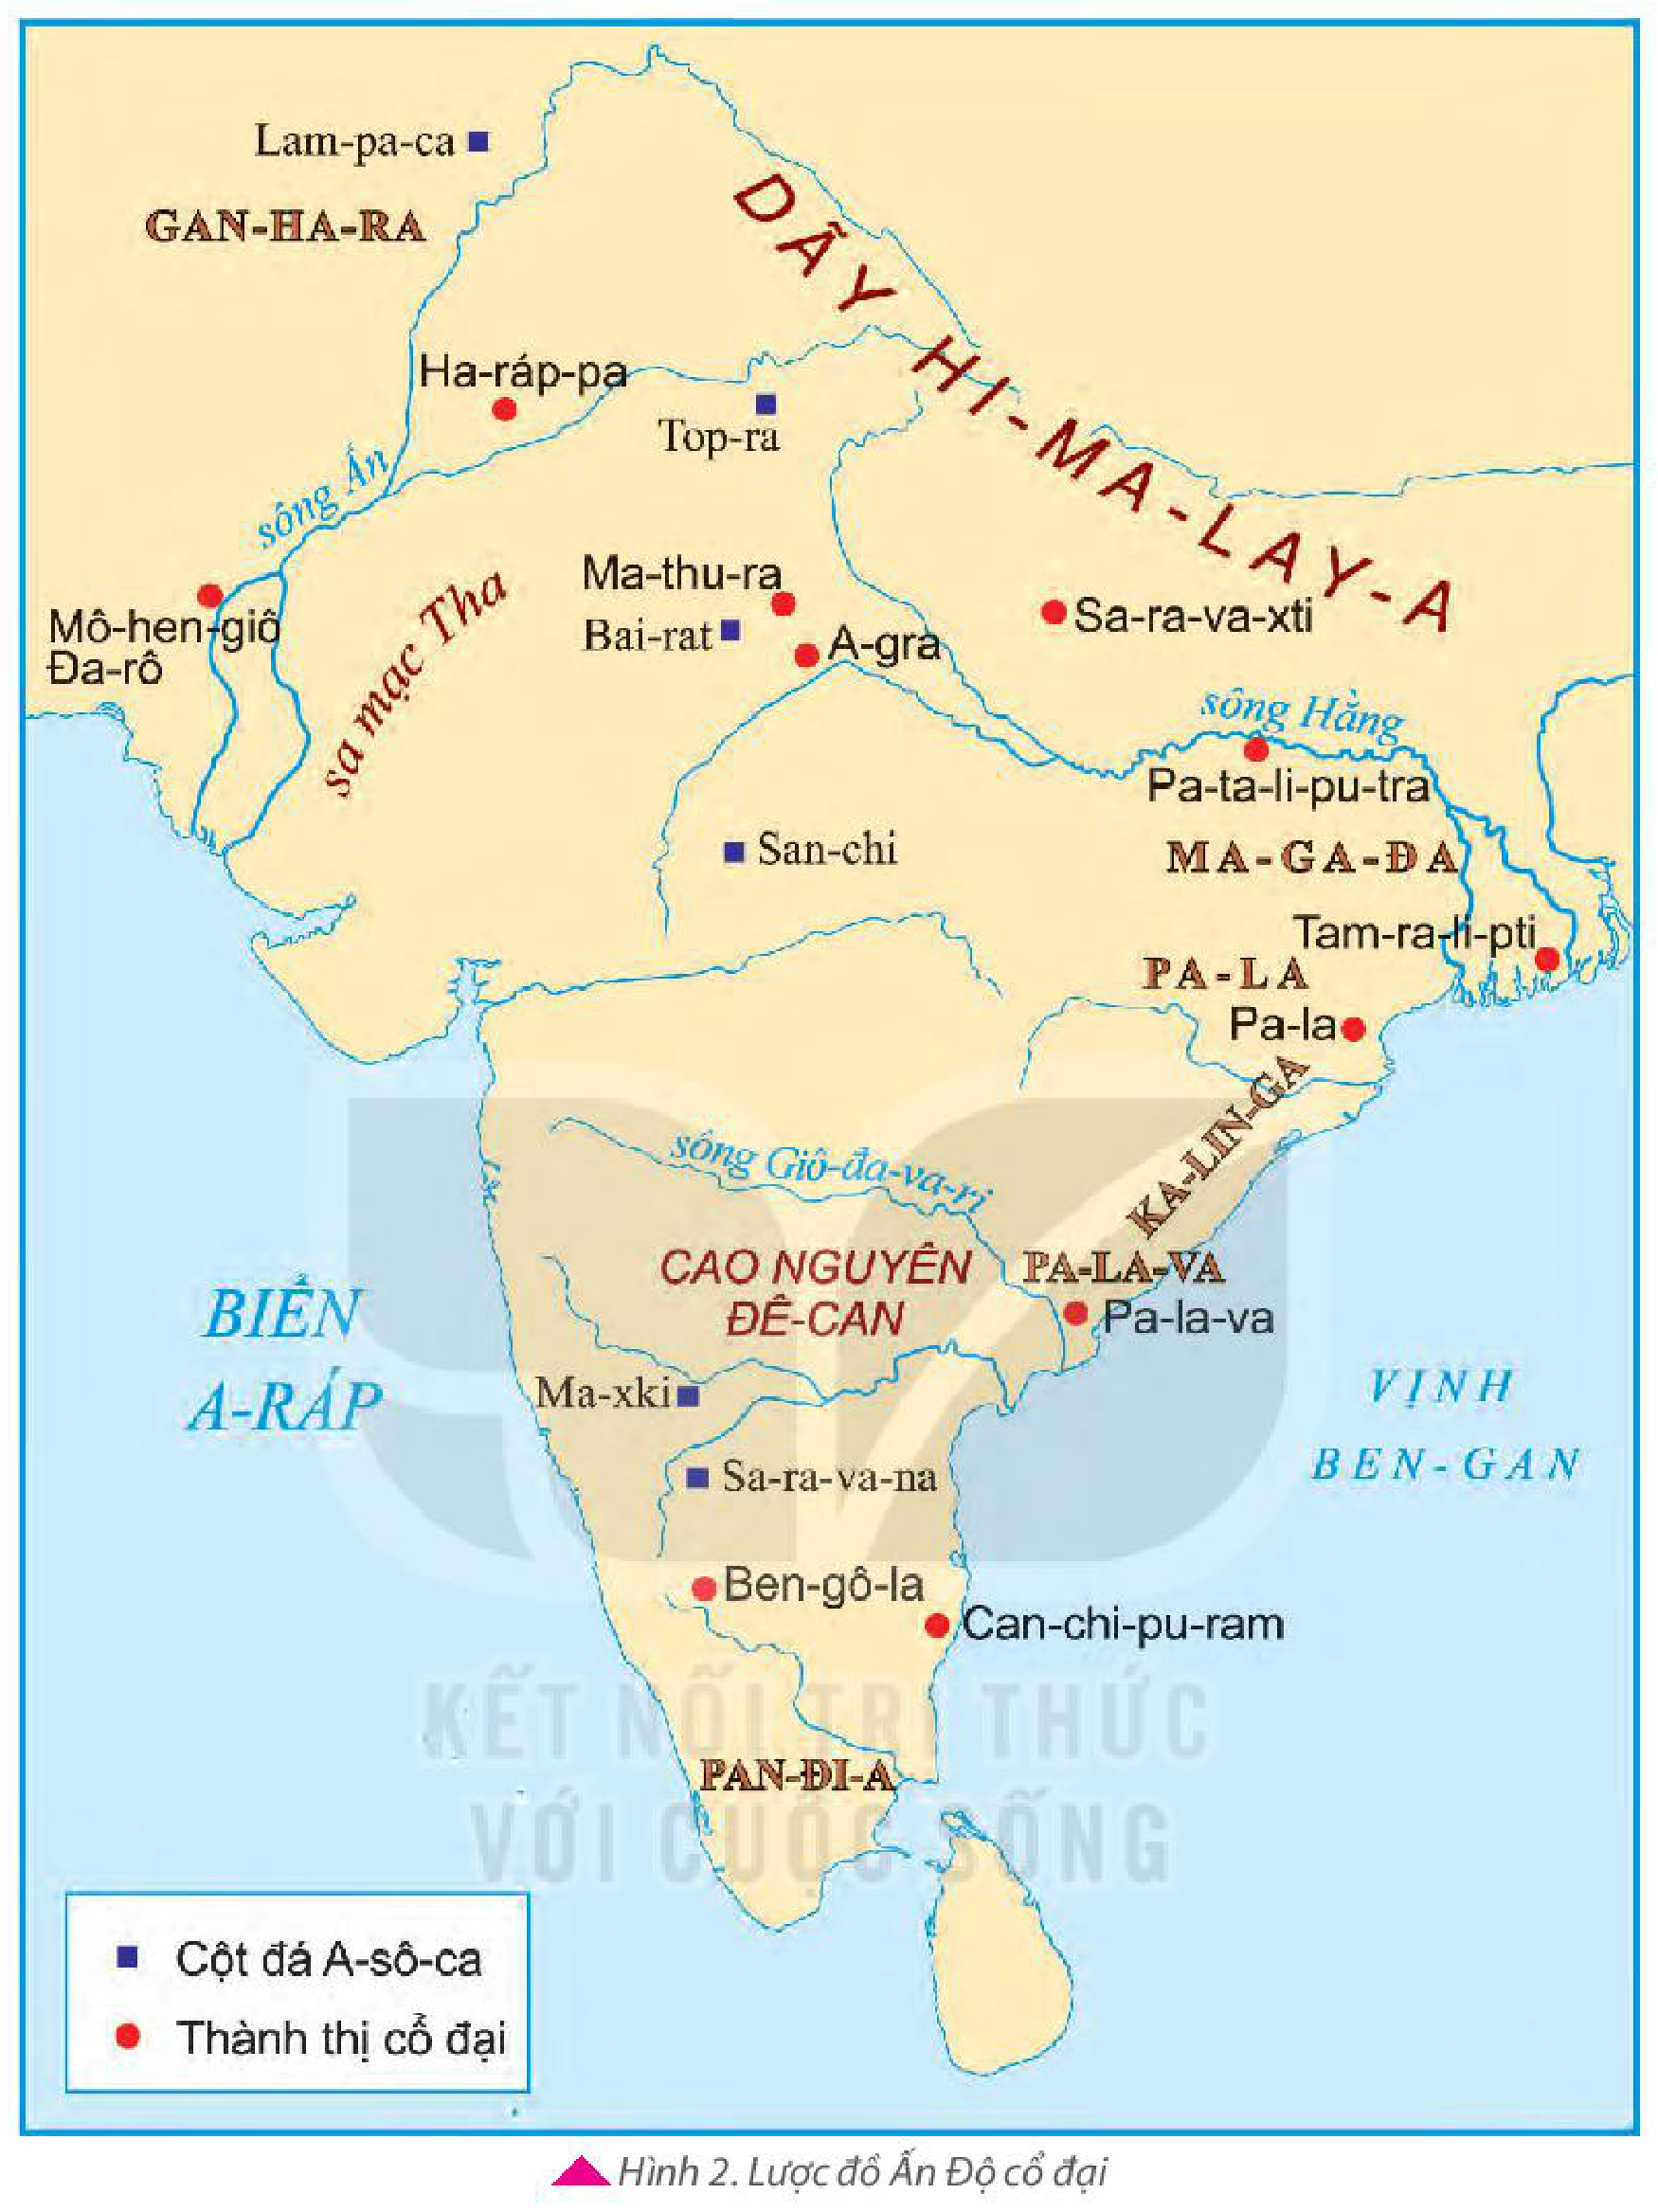 Lam-pa-ca
GAN-HA-RA
DÃY HI-MA-LAY-A
Ha-ráp-pa
Top-ra
sông Ấn
Ma-thu-ra
Bai-rat
A-gra
Sa-ra-va-xti
Mô-hen-giô
Đa-rô
sa mạc Tha
sông Hằng
Pa-ta-li-pu-tra
San-chi
MA-GA-ĐA
Tam-ra-li-pti
PA-LA
Pa-la
KA-LIN-GA
sông Giô-đa-va-ri
CAO NGUYÊN
ĐÊ-CAN
PA-LA-VA
Pa-la-va
BIỂN
A-RÁP
Ma-xki
VỊNH
BEN-GAN
Sa-ra-va-na
Ben-gô-la
Can-chi-pu-ram
KẾT NỐI TRI THỨC
VỚI CUỘC SỐNG
PAN-ĐI-A
Cột đá A-sô-ca
Thành thị cổ đại
Hình 2. Lược đồ Ấn Độ cổ đại